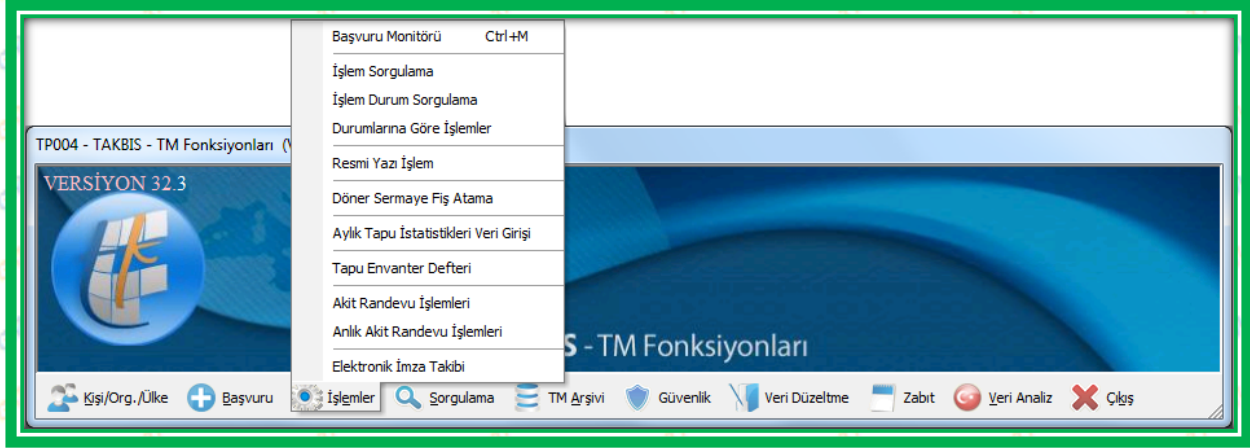 Başvuru Monitörü Ctrl+M
İşlem Sorgulama
İşlem Durum Sorgulama
Durumlarına Göre İşlemler
Resmi Yazı İşlem
Döner Sermaye Fiş Atama
Aylık Tapu İstatistikleri Veri Girişi
Tapu Envanter Defteri
Akit Randevu İşlemleri
Anlık Akit Randevu İşlemleri
Elektronik İmza Takibi
TP004 - TAKBIS - TM Fonksiyonları
VERSİYON 32.3
S - TM Fonksiyonları
Kişi/Org./Ülke Başvuru İşlemler Sorgulama TM Arşivi Güvenlik Veri Düzeltme Zabıt Veri Analiz Çıkış